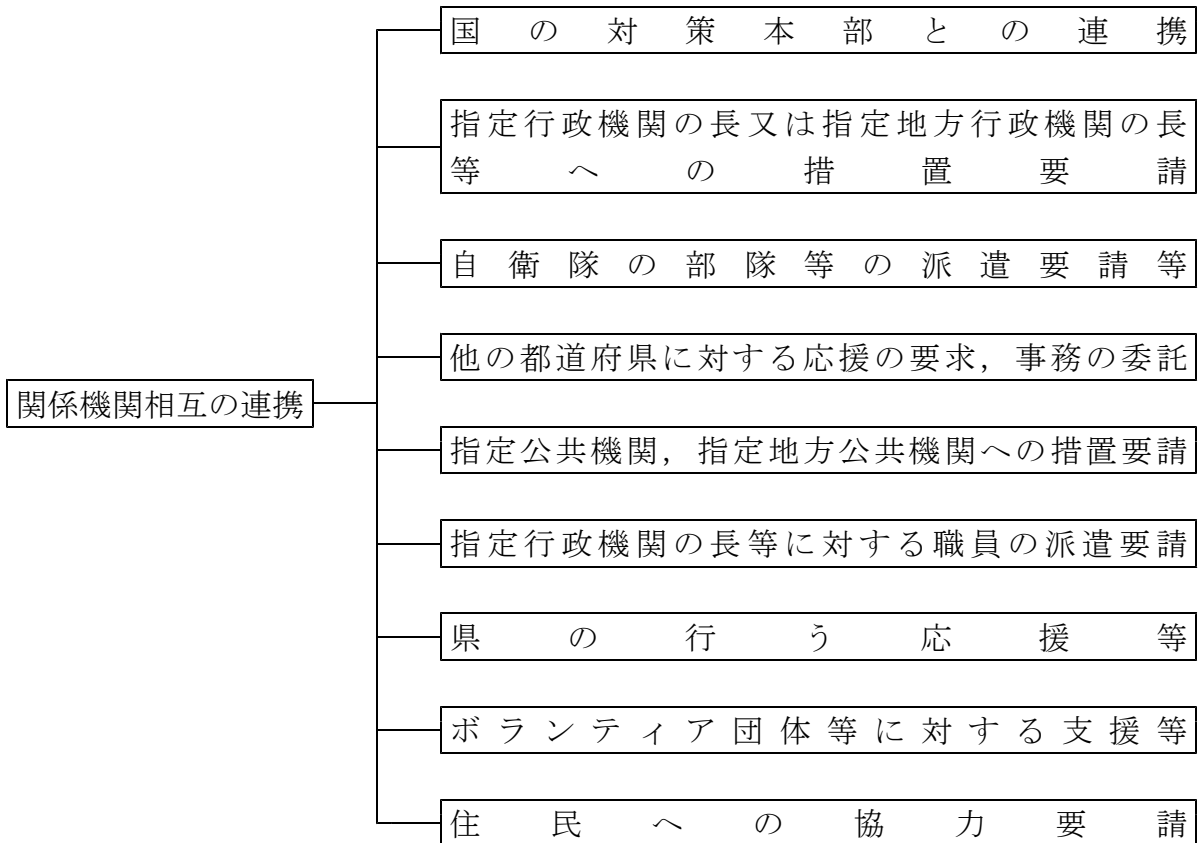 国の対策本部との連携
指定行政機関の長又は指定地方行政機関の長
等への措置要請
自衛隊の部隊等の派遣要請等
他の都道府県に対する応援の要求，事務の委託
関係機関相互の連携
指定公共機関，指定地方公共機関への措置要請
指定行政機関の長等に対する職員の派遣要請
県の行う応援等
ボランティア団体等に対する支援等
住民への協力要請